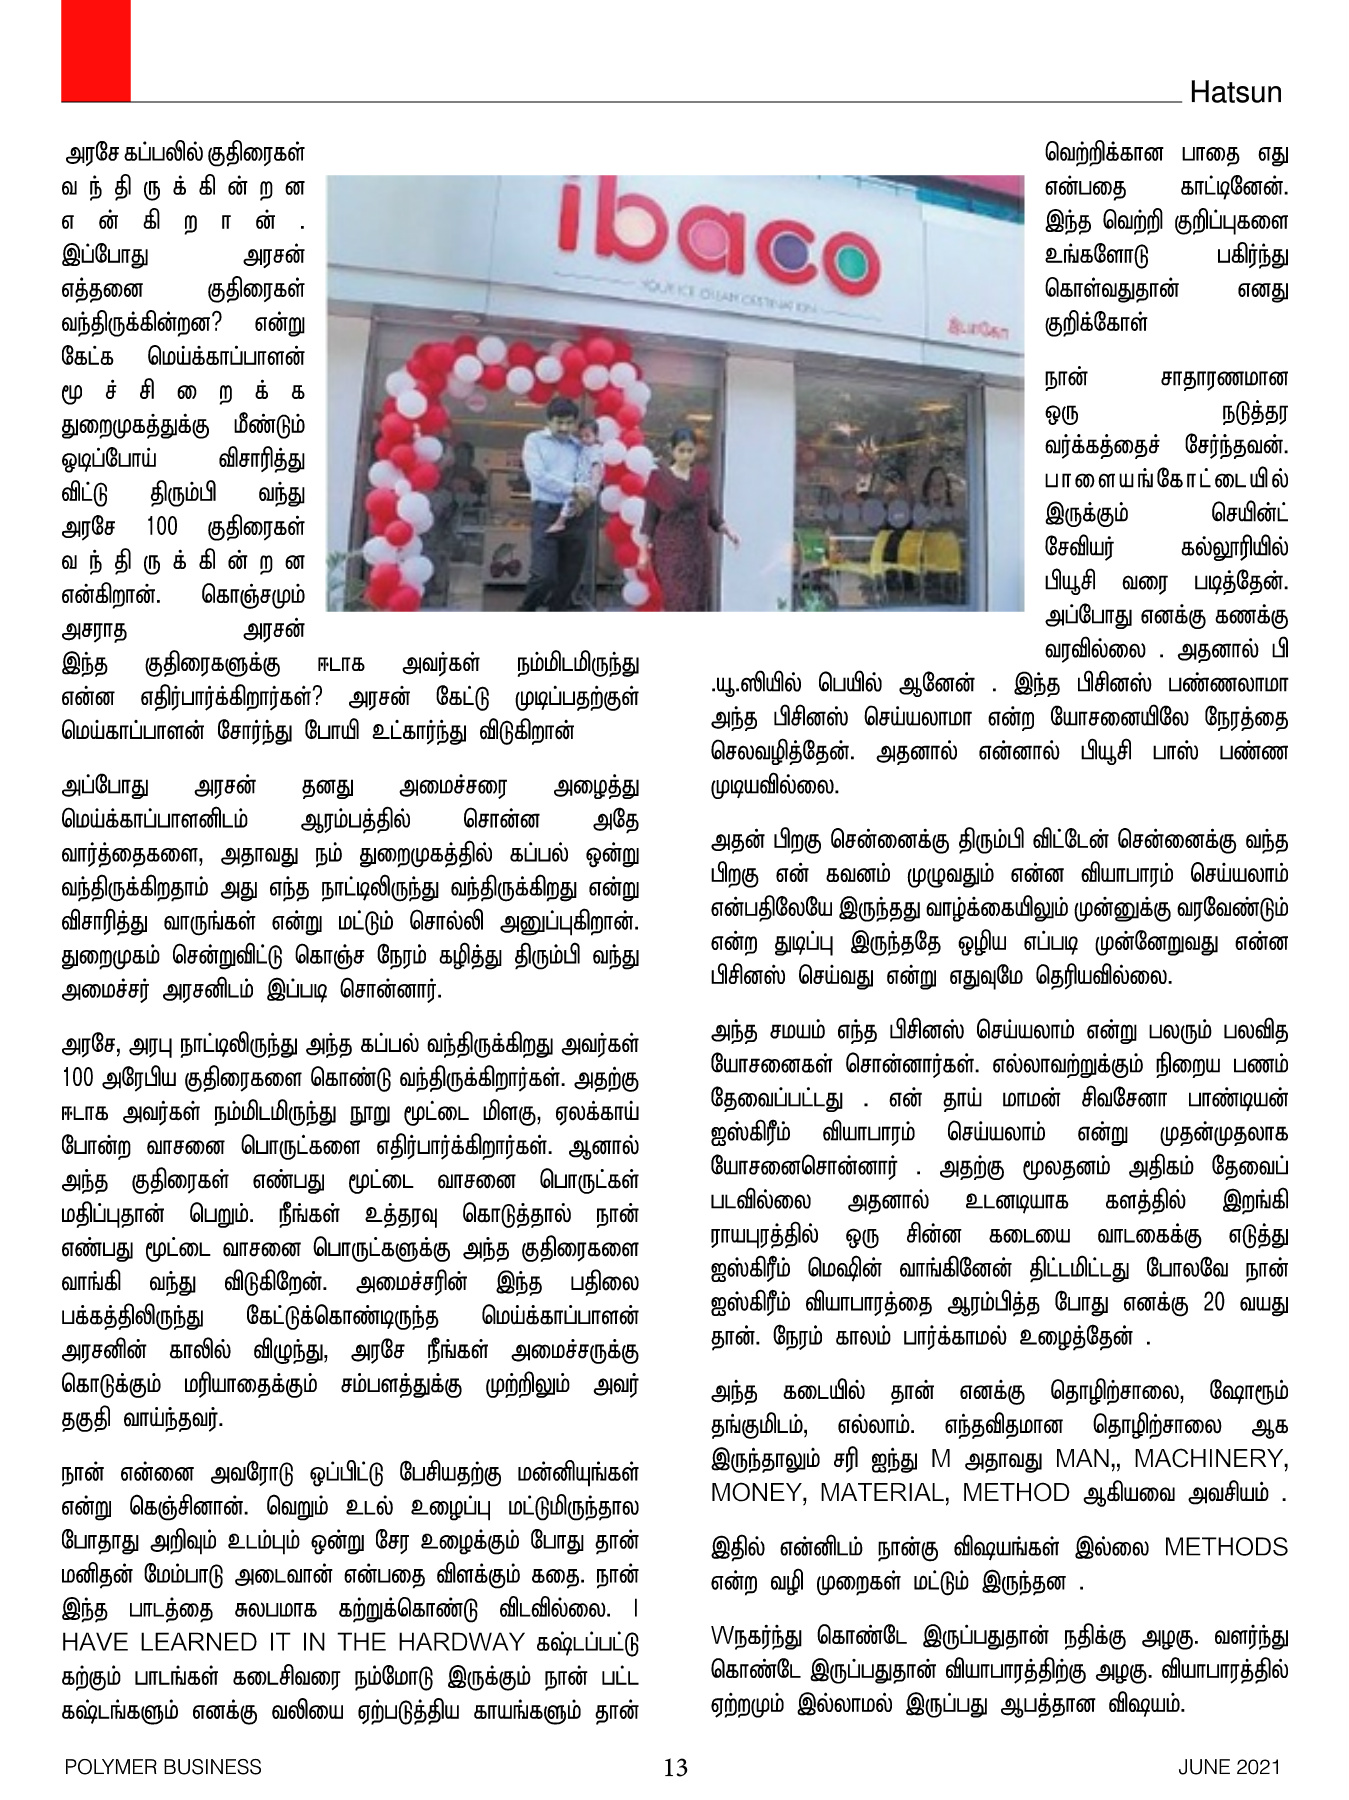 Hatsun
அரசே கப்பலில் குதிரைகள்
வந்திருக்கின்றன
என்கிறான்.
இப்போது அரசன்
எத்தனை குதிரைகள்
வந்திருக்கின்றன? என்று
கேட்க மெய்க்காப்பாளன்
மூச்சிறைக்க
துறைமுகத்துக்கு மீண்டும்
ஒடிப்போய் விசாரித்து
விட்டு திரும்பி வந்து
அரசே 100 குதிரைகள்
வந்திருக்கின்றன
என்கிறான். கொஞ்சமும்
அசராத அரசன்
இந்த குதிரைகளுக்கு ஈடாக அவர்கள் நம்மிடமிருந்து
என்ன எதிர்பார்க்கிறார்கள்? அரசன் கேட்டு முடிப்பதற்குள்
மெய்காப்பாளன் சோர்ந்து போயி உட்கார்ந்து விடுகிறான்
அப்போது அரசன் தனது அமைச்சரை அழைத்து
மெய்க்காப்பாளனிடம் ஆரம்பத்தில் சொன்ன அதே
வார்த்தைகளை, அதாவது நம் துறைமுகத்தில் கப்பல் ஒன்று
வந்திருக்கிறதாம் அது எந்த நாட்டிலிருந்து வந்திருக்கிறது என்று
விசாரித்து வாருங்கள் என்று மட்டும் சொல்லி அனுப்புகிறான்.
துறைமுகம் சென்றுவிட்டு கொஞ்ச நேரம் கழித்து திரும்பி வந்து
அமைச்சர் அரசனிடம் இப்படி சொன்னார்.
அரசே, அரபு நாட்டிலிருந்து அந்த கப்பல் வந்திருக்கிறது அவர்கள்
100 அரேபிய குதிரைகளை கொண்டு வந்திருக்கிறார்கள். அதற்கு
ஈடாக அவர்கள் நம்மிடமிருந்து நூறு மூட்டை மிளகு, ஏலக்காய்
போன்ற வாசனை பொருட்களை எதிர்பார்க்கிறார்கள். ஆனால்
அந்த குதிரைகள் எண்பது மூட்டை வாசனை பொருட்கள்
மதிப்புதான் பெறும். நீங்கள் உத்தரவு கொடுத்தால் நான்
எண்பது மூட்டை வாசனை பொருட்களுக்கு அந்த குதிரைகளை
வாங்கி வந்து விடுகிறேன். அமைச்சரின் இந்த பதிலை
பக்கத்திலிருந்து கேட்டுக்கொண்டிருந்த மெய்க்காப்பாளன்
அரசனின் காலில் விழுந்து, அரசே நீங்கள் அமைச்சருக்கு
கொடுக்கும் மரியாதைக்கும் சம்பளத்துக்கு முற்றிலும் அவர்
தகுதி வாய்ந்தவர்.
நான் என்னை அவரோடு ஒப்பிட்டு பேசியதற்கு மன்னியுங்கள்
என்று கெஞ்சினான். வெறும் உடல் உழைப்பு மட்டுமிருந்தால
போதாது அறிவும் உடம்பும் ஒன்று சேர உழைக்கும் போது தான்
மனிதன் மேம்பாடு அடைவான் என்பதை விளக்கும் கதை. நான்
இந்த பாடத்தை சுலபமாக கற்றுக்கொண்டு விடவில்லை. I
HAVE LEARNED IT IN THE HARDWAY கஷ்டப்பட்டு
கற்கும் பாடங்கள் கடைசிவரை நம்மோடு இருக்கும் நான் பட்ட
கஷ்டங்களும் எனக்கு வலியை ஏற்படுத்திய காயங்களும் தான்
ibaco
YOUR ICE CREAM DESTINATION
இபாகோ
வெற்றிக்கான பாதை எது
என்பதை காட்டினேன்.
இந்த வெற்றி குறிப்புகளை
உங்களோடு பகிர்ந்து
கொள்வதுதான் எனது
குறிக்கோள்
நான் சாதாரணமான
ஒரு நடுத்தர
வர்க்கத்தைச் சேர்ந்தவன்.
பாளையங்கோட்டையில்
இருக்கும் செயின்ட்
சேவியர் கல்லூரியில்
பியூசி வரை படித்தேன்.
அப்போது எனக்கு கணக்கு
வரவில்லை . அதனால் பி
.யூ.ஸியில் பெயில் ஆனேன் . இந்த பிசினஸ் பண்ணலாமா
அந்த பிசினஸ் செய்யலாமா என்ற யோசனையிலே நேரத்தை
செலவழித்தேன். அதனால் என்னால் பியூசி பாஸ் பண்ண
முடியவில்லை.
அதன் பிறகு சென்னைக்கு திரும்பி விட்டேன் சென்னைக்கு வந்த
பிறகு என் கவனம் முழுவதும் என்ன வியாபாரம் செய்யலாம்
என்பதிலேயே இருந்தது வாழ்க்கையிலும் முன்னுக்கு வரவேண்டும்
என்ற துடிப்பு இருந்ததே ஒழிய எப்படி முன்னேறுவது என்ன
பிசினஸ் செய்வது என்று எதுவுமே தெரியவில்லை.
அந்த சமயம் எந்த பிசினஸ் செய்யலாம் என்று பலரும் பலவித
யோசனைகள் சொன்னார்கள். எல்லாவற்றுக்கும் நிறைய பணம்
தேவைப்பட்டது . என் தாய் மாமன் சிவசேனா பாண்டியன்
ஐஸ்கிரீம் வியாபாரம் செய்யலாம் என்று முதன்முதலாக
யோசனைசொன்னார் . அதற்கு மூலதனம் அதிகம் தேவைப்
படவில்லை அதனால் உடனடியாக களத்தில் இறங்கி
ராயபுரத்தில் ஒரு சின்ன கடையை வாடகைக்கு எடுத்து
ஐஸ்கிரீம் மெஷின் வாங்கினேன் திட்டமிட்டது போலவே நான்
ஐஸ்கிரீம் வியாபாரத்தை ஆரம்பித்த போது எனக்கு 20 வயது
தான். நேரம் காலம் பார்க்காமல் உழைத்தேன் .
அந்த கடையில் தான் எனக்கு தொழிற்சாலை, ஷோரூம்
தங்குமிடம், எல்லாம். எந்தவிதமான தொழிற்சாலை ஆக
இருந்தாலும் சரி ஐந்து M அதாவது MAN,, MACHINERY,
MONEY, MATERIAL, METHOD ஆகியவை அவசியம் .
இதில் என்னிடம் நான்கு விஷயங்கள் இல்லை METHODS
என்ற வழி முறைகள் மட்டும் இருந்தன .
Wநகர்ந்து கொண்டே இருப்பதுதான் நதிக்கு அழகு. வளர்ந்து
கொண்டே இருப்பதுதான் வியாபாரத்திற்கு அழகு. வியாபாரத்தில்
ஏற்றமும் இல்லாமல் இருப்பது ஆபத்தான விஷயம்.
POLYMER BUSINESS
13
JUNE 2021